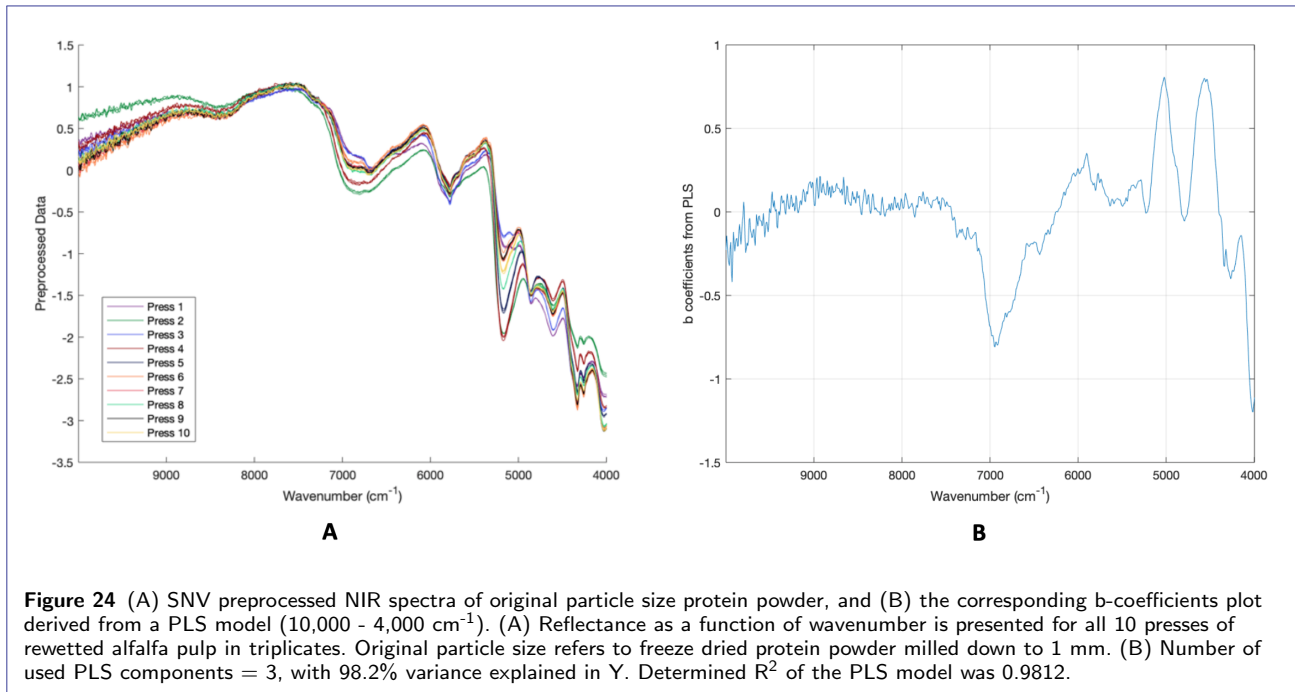 1.5
1
0.5
0
-0.5
-1
-1.5
-2
-2.5
-3
-3.5
Preprocessed Data
Press 1
Press 2
Press 3
Press 4
Press 5
Press 6
Press 7
Press 8
Press 9
Press 10
9000 8000 7000 6000 5000 4000
Wavenumber (cm⁻¹)
A
1
0.5
0
-0.5
-1
-1.5
b coefficients from PLS
9000 8000 7000 6000 5000 4000
Wavenumber (cm⁻¹)
B
Figure 24 (A) SNV preprocessed NIR spectra of original particle size protein powder, and (B) the corresponding b-coefficients plot
derived from a PLS model (10,000 - 4,000 cm⁻¹). (A) Reflectance as a function of wavenumber is presented for all 10 presses of
rewetted alfalfa pulp in triplicates. Original particle size refers to freeze dried protein powder milled down to 1 mm. (B) Number of
used PLS components = 3, with 98.2% variance explained in Y. Determined R² of the PLS model was 0.9812.